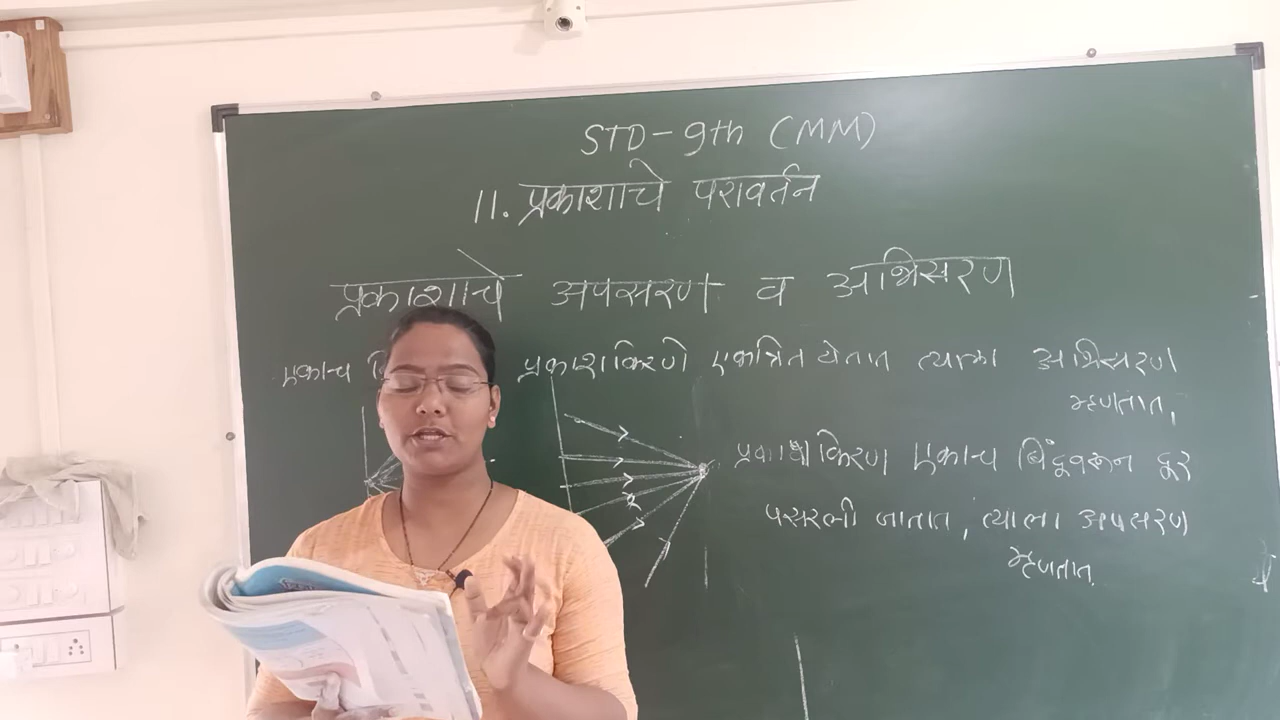 STD-9th (MM)
11. प्रकाशाचे परावर्तन
प्रकाशाचे अपसरण व अभिसरण
एकाच प्रकाशकिरणे एकत्रित येतात त्याला अभिसरण
म्हणतात,
प्रकाशकिरण एकाच बिंदूवरून दूर
पसरली जातात, त्याला अपसरण
म्हणतात.